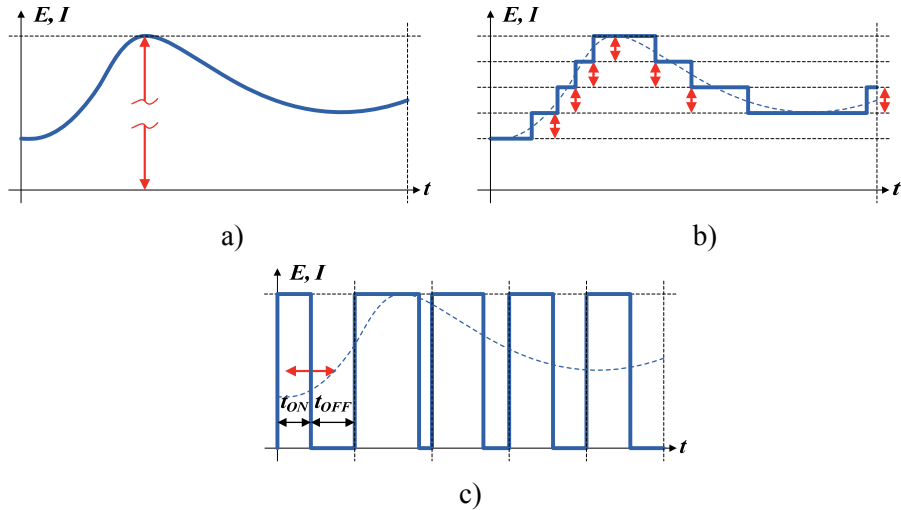 E, I
t
a)
E, I
t
b)
E, I
tON tOFF
t
c)